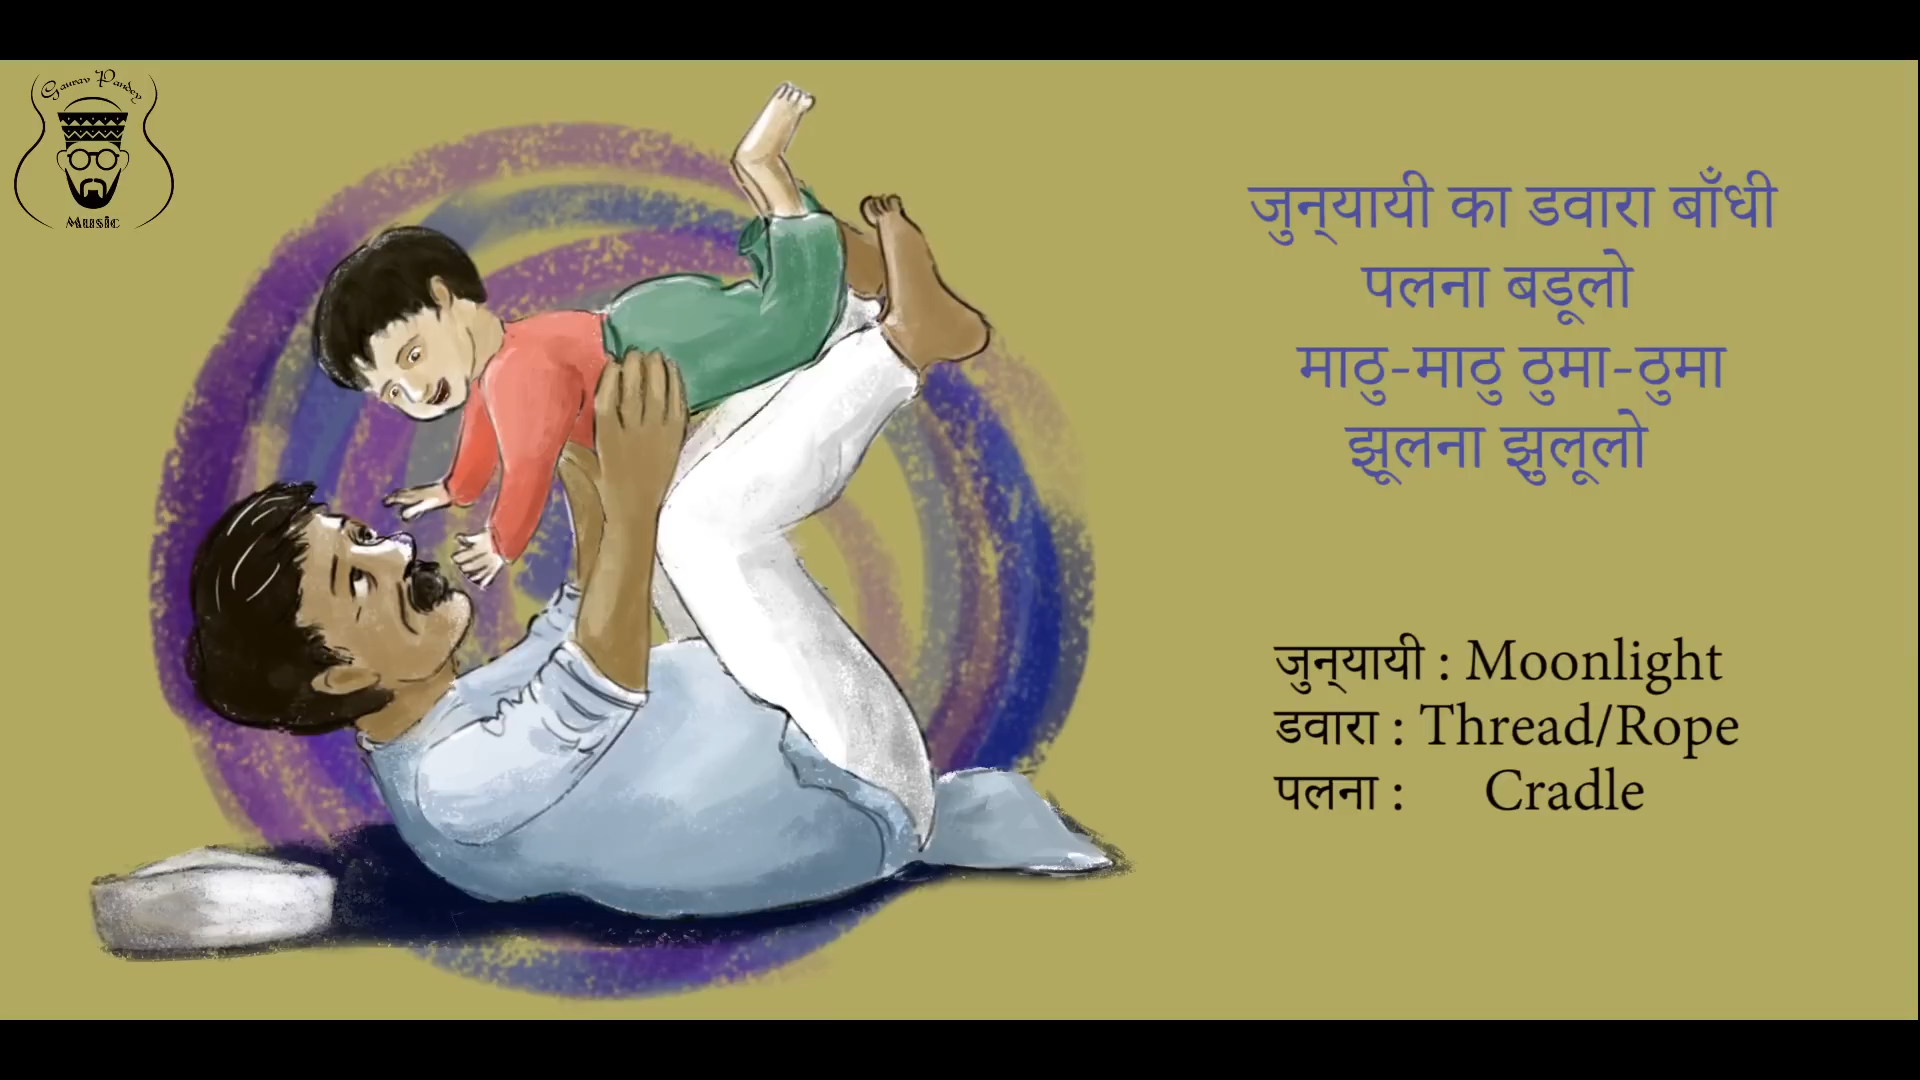 Gaurav Pandey
Music
जुन्‌यायी का डवारा बाँधी
पलना बडूलो
माठु-माठु ठुमा-ठुमा
झूलना झुलूलो
जुन्‌यायी : Moonlight
डवारा : Thread/Rope
पलना : Cradle